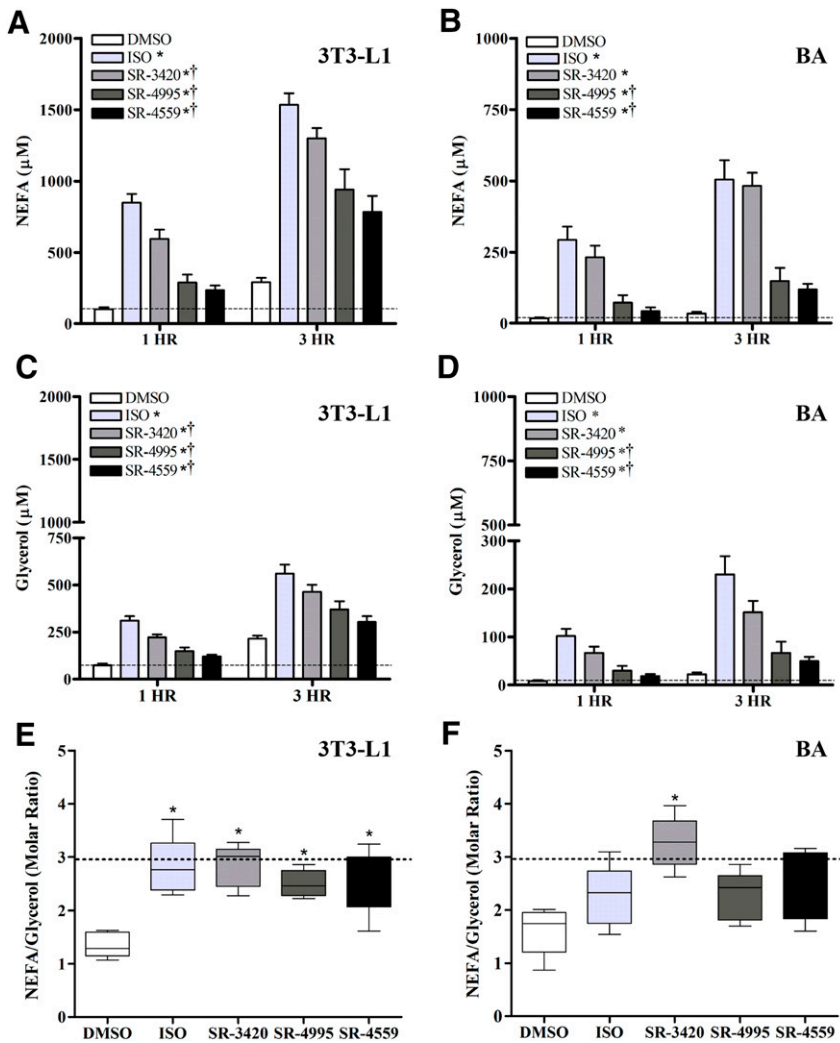 A
3T3-L1
DMSO
ISO *
SR-3420 *†
SR-4995 *†
SR-4559 *†
NEFA (μM)
2000
1500
1000
500
0
1 HR
3 HR
B
BA
DMSO
ISO *
SR-3420 *
SR-4995 *†
SR-4559 *†
NEFA (μM)
1000
750
500
250
0
1 HR
3 HR
C
3T3-L1
DMSO
ISO *
SR-3420 *†
SR-4995 *†
SR-4559 *†
Glycerol (μM)
2000
1500
1000
750
500
250
0
1 HR
3 HR
D
BA
DMSO
ISO *
SR-3420 *
SR-4995 *†
SR-4559 *†
Glycerol (μM)
1000
750
500
300
200
100
0
1 HR
3 HR
E
3T3-L1
NEFA/Glycerol (Molar Ratio)
5
4
3
2
1
0
* * * *
DMSO ISO SR-3420 SR-4995 SR-4559
F
BA
NEFA/Glycerol (Molar Ratio)
5
4
3
2
1
0
*
DMSO ISO SR-3420 SR-4995 SR-4559